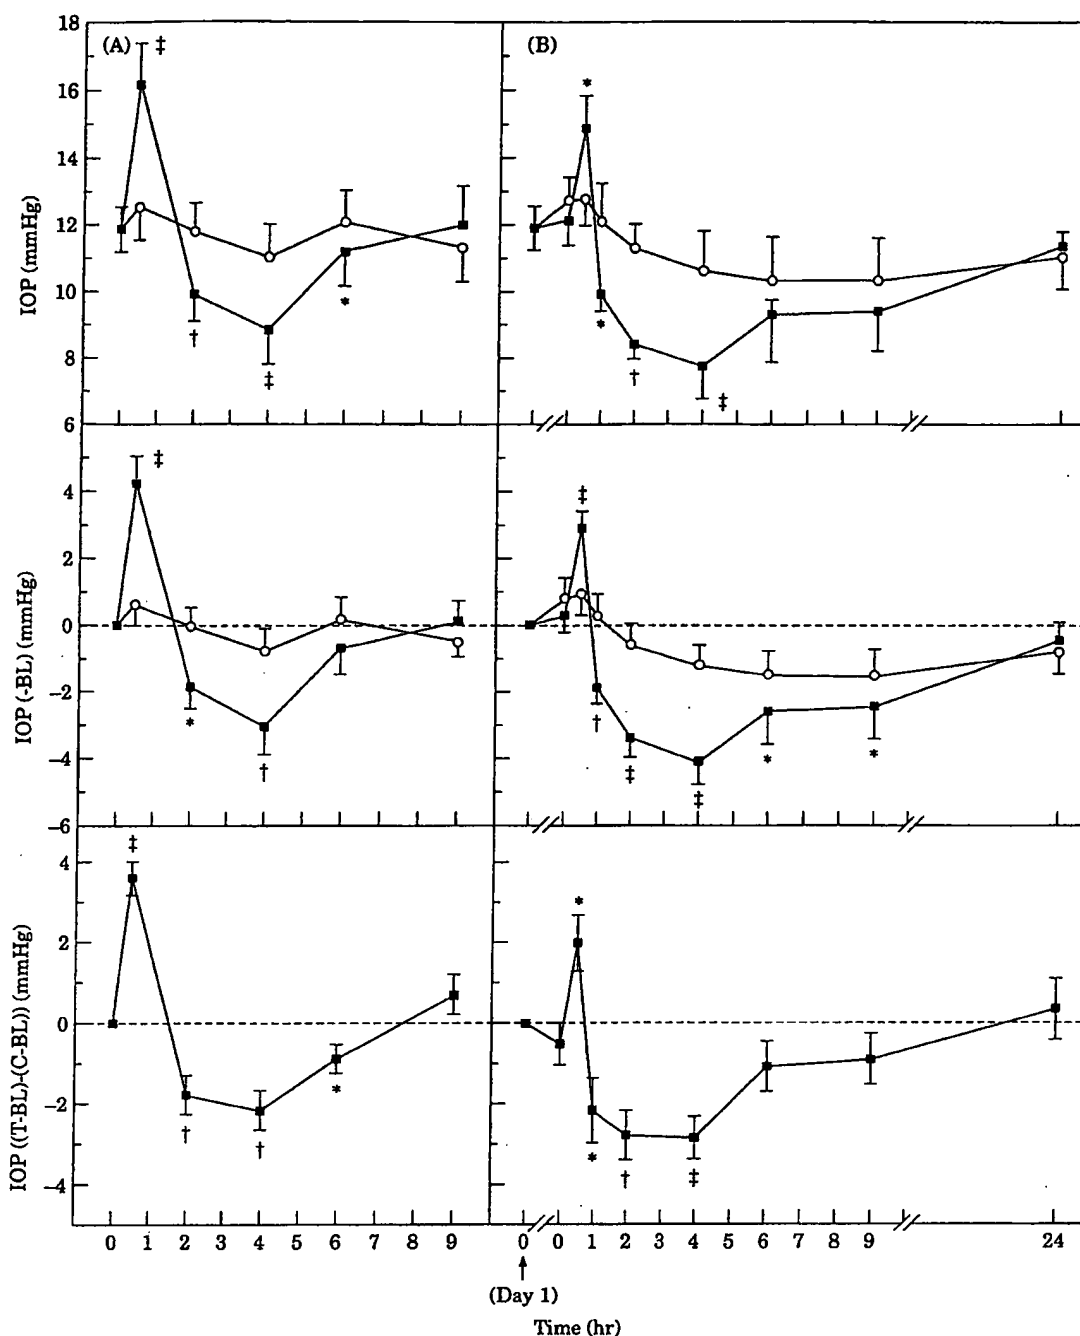 (A) ‡
(B) *
18
16
14
12
10
8
6
IOP (mmHg)
† ‡ *
* † ‡
‡
‡
4
2
0
−2
−4
−6
IOP (-BL) (mmHg)
* †
† ‡ ‡ * *
‡
*
4
2
0
−2
−4
IOP ((T-BL)-(C-BL)) (mmHg)
† † *
* † ‡
0 1 2 3 4 5 6 7 8 9
0 0 1 2 3 4 5 6 7 8 9 24
(Day 1)
Time (hr)